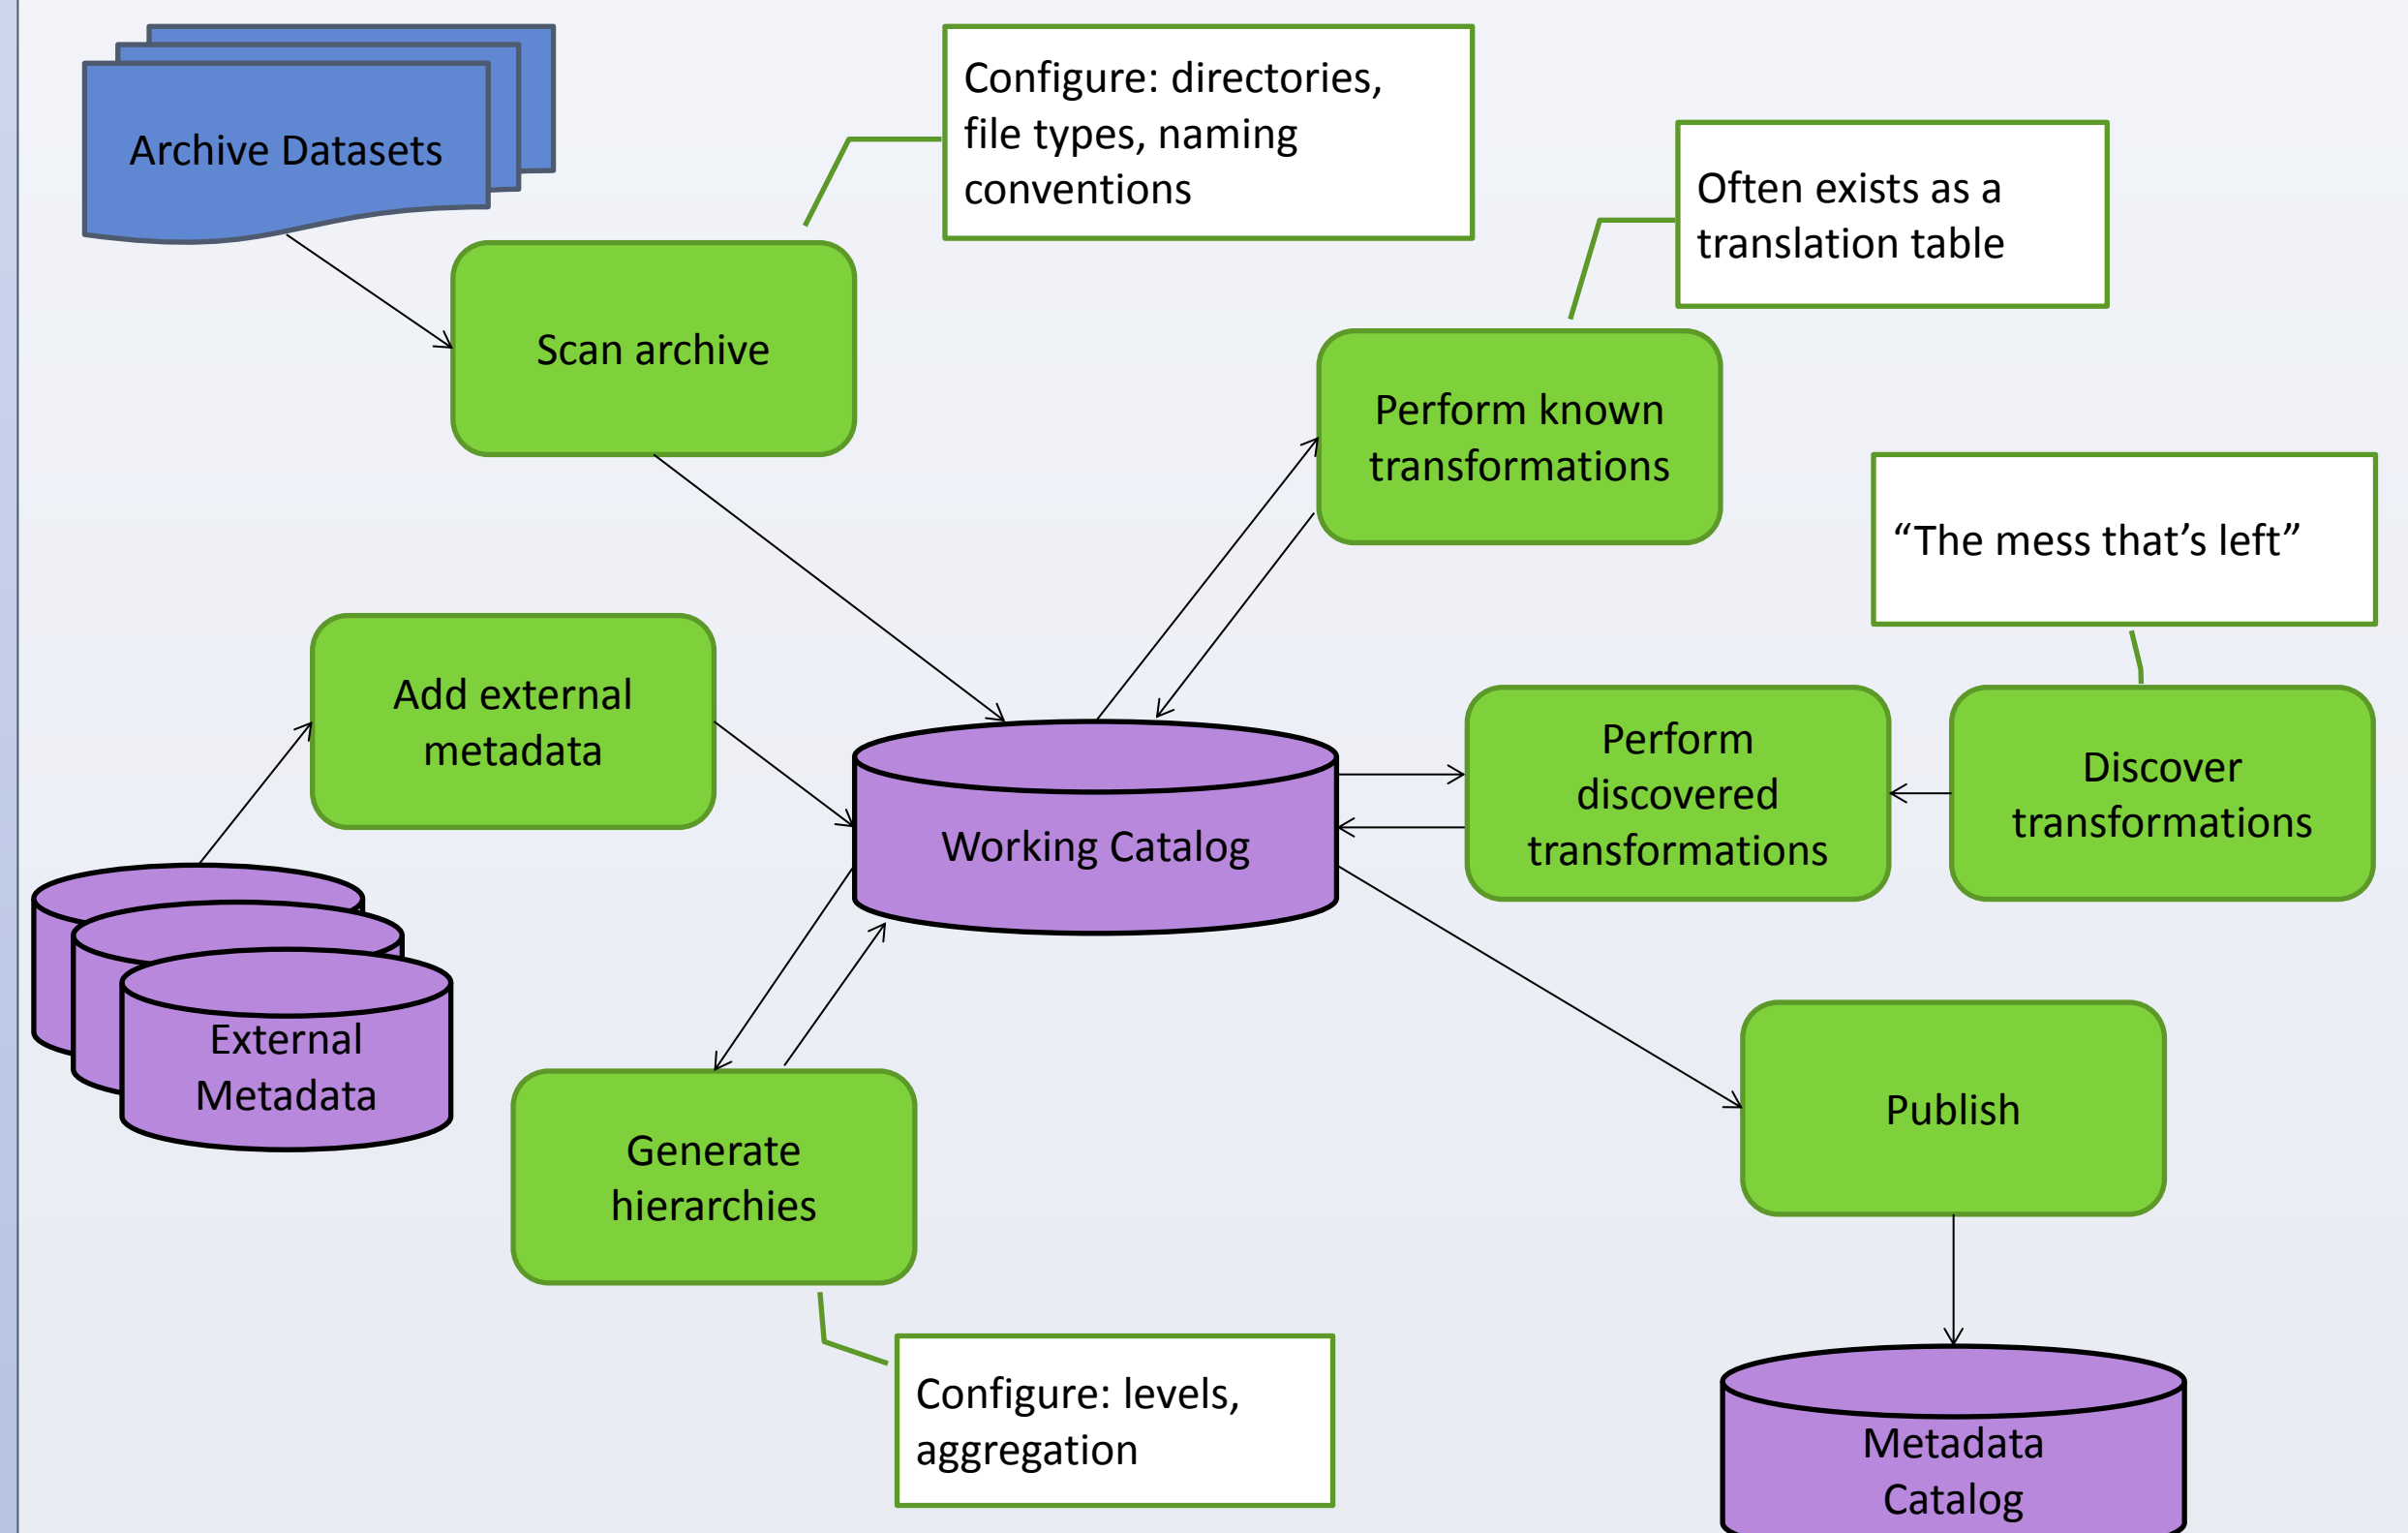 Archive Datasets
Configure: directories,
file types, naming
conventions
Often exists as a
translation table
Scan archive
Perform known
transformations
“The mess that’s left”
Add external
metadata
Perform
discovered
transformations
Discover
transformations
Working Catalog
External
Metadata
Generate
hierarchies
Publish
Configure: levels,
aggregation
Metadata
Catalog